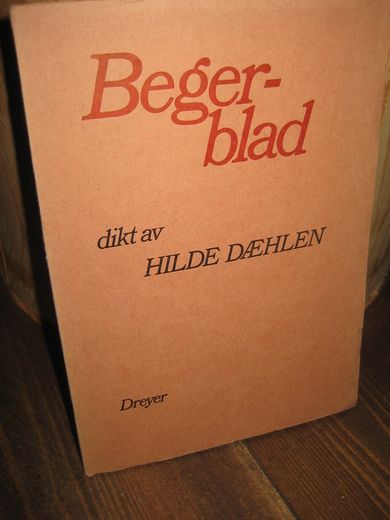 Beger-
blad
dikt av
HILDE DÆHLEN
Dreyer